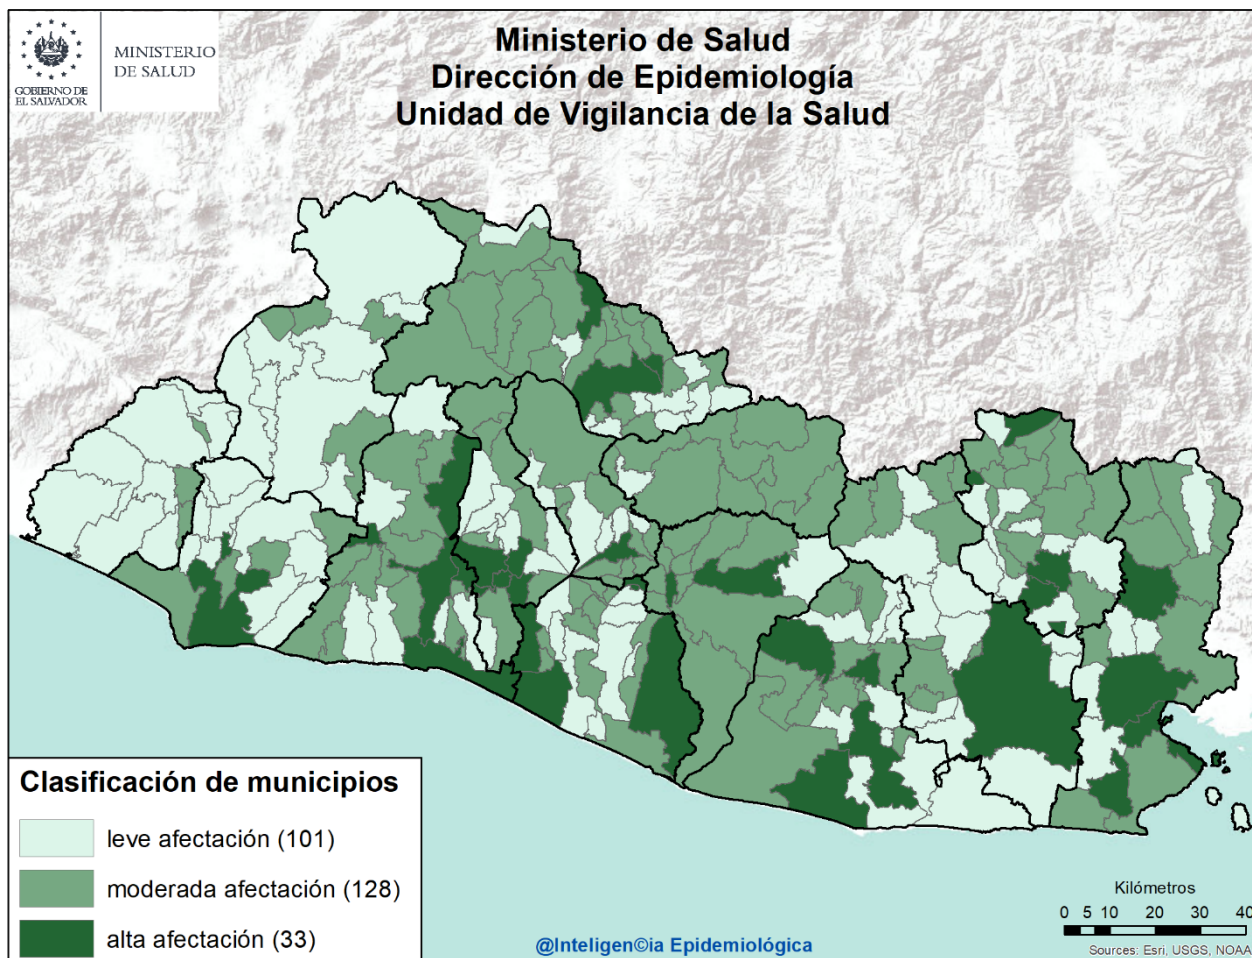 GOBIERNO DE
EL SALVADOR
MINISTERIO
DE SALUD
Ministerio de Salud
Dirección de Epidemiología
Unidad de Vigilancia de la Salud
Clasificación de municipios
leve afectación (101)
moderada afectación (128)
alta afectación (33)
@Inteligen©ia Epidemiológica
Kilómetros
0 5 10 20 30 40
Sources: Esri, USGS, NOAA